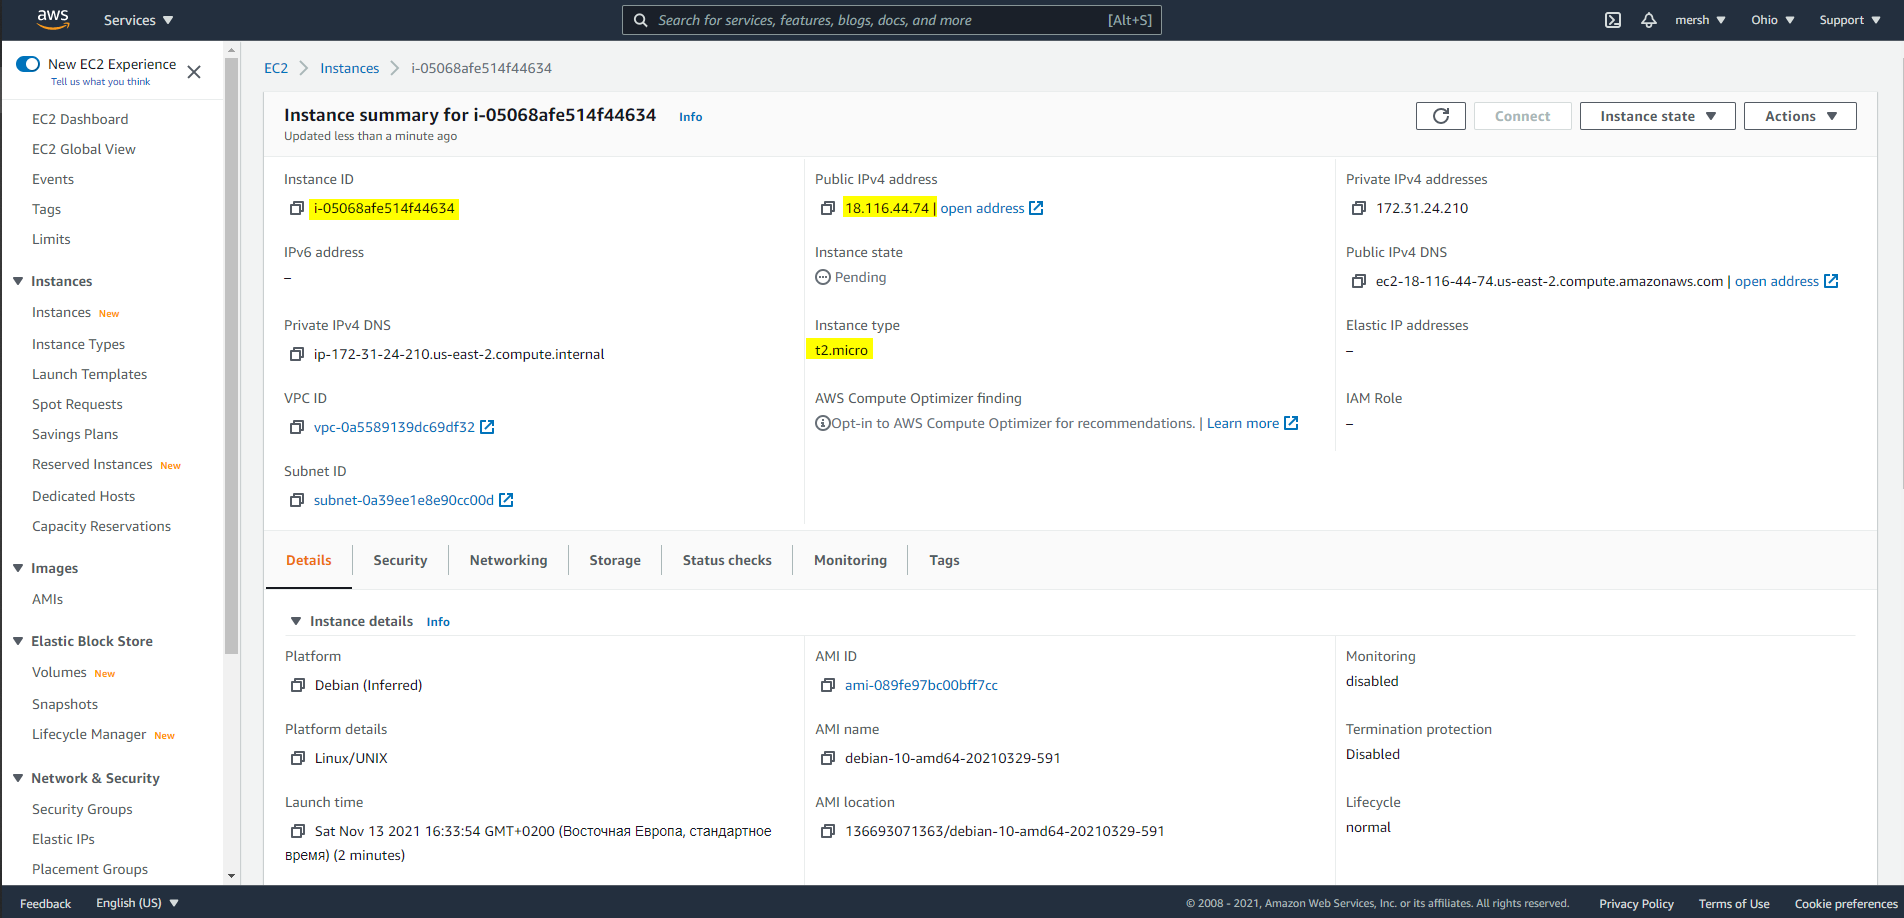 aws
Services
Search for services, features, blogs, docs, and more
[Alt+S]
mersh
Ohio
Support
New EC2 Experience
Tell us what you think
EC2 Dashboard
EC2 Global View
Events
Tags
Limits
Instances
Instances New
Instance Types
Launch Templates
Spot Requests
Savings Plans
Reserved Instances New
Dedicated Hosts
Capacity Reservations
Images
AMIs
Elastic Block Store
Volumes New
Snapshots
Lifecycle Manager New
Network & Security
Security Groups
Elastic IPs
Placement Groups
EC2 Instances i-05068afe514f44634
Instance summary for i-05068afe514f44634 Info
Updated less than a minute ago
Connect
Instance state
Actions
Instance ID
i-05068afe514f44634
Public IPv4 address
18.116.44.74 | open address
Private IPv4 addresses
172.31.24.210
IPv6 address
–
Instance state
Pending
Public IPv4 DNS
ec2-18-116-44-74.us-east-2.compute.amazonaws.com | open address
Private IPv4 DNS
ip-172-31-24-210.us-east-2.compute.internal
Instance type
t2.micro
Elastic IP addresses
–
VPC ID
vpc-0a5589139dc69df32
AWS Compute Optimizer finding
Opt-in to AWS Compute Optimizer for recommendations. | Learn more
IAM Role
–
Subnet ID
subnet-0a39ee1e8e90cc00d
Details
Security
Networking
Storage
Status checks
Monitoring
Tags
Instance details Info
Platform
Debian (Inferred)
AMI ID
ami-089fe97bc00bff7cc
Monitoring
disabled
Platform details
Linux/UNIX
AMI name
debian-10-amd64-20210329-591
Termination protection
Disabled
Launch time
Sat Nov 13 2021 16:33:54 GMT+0200 (Восточная Европа, стандартное
время) (2 minutes)
AMI location
136693071363/debian-10-amd64-20210329-591
Lifecycle
normal
Feedback
English (US)
© 2008 - 2021, Amazon Web Services, Inc. or its affiliates. All rights reserved.
Privacy Policy
Terms of Use
Cookie preferences